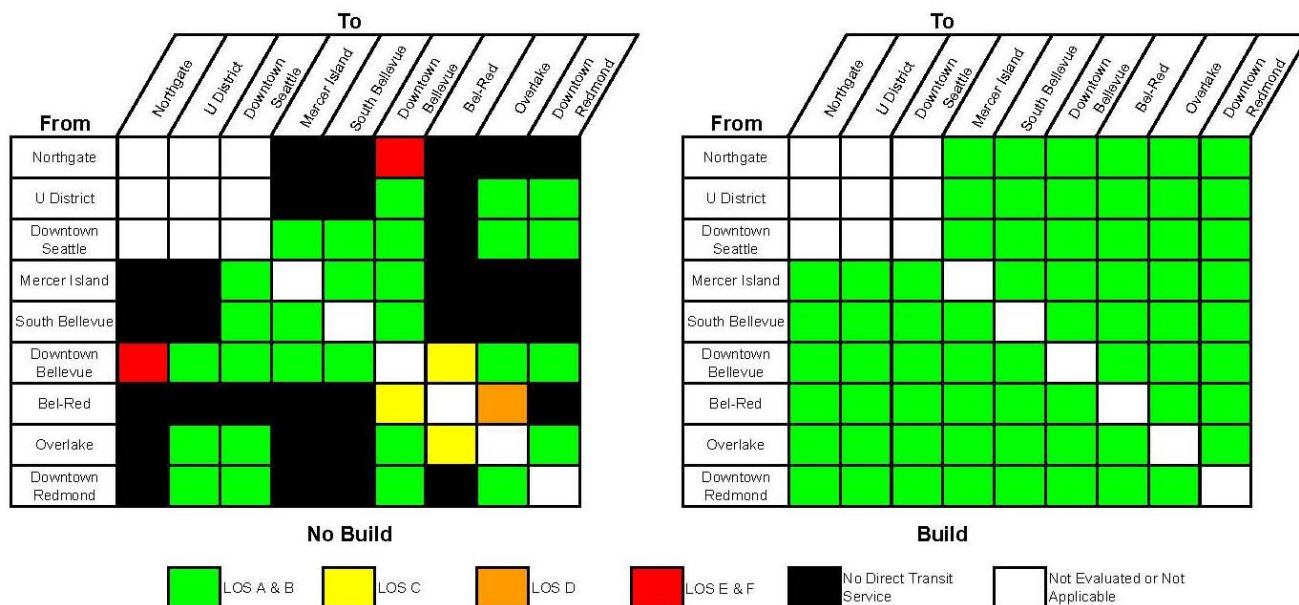 To
Northgate
U District
Downtown
Seattle
Mercer Island
South Bellevue
Downtown
Bellevue
Bel-Red
Overlake
Downtown
Redmond
From
Northgate
U District
Downtown
Seattle
Mercer Island
South Bellevue
Downtown
Bellevue
Bel-Red
Overlake
Downtown
Redmond
No Build
To
Northgate
U District
Downtown
Seattle
Mercer Island
South Bellevue
Downtown
Bellevue
Bel-Red
Overlake
Downtown
Redmond
From
Northgate
U District
Downtown
Seattle
Mercer Island
South Bellevue
Downtown
Bellevue
Bel-Red
Overlake
Downtown
Redmond
Build
LOS A & B
LOS C
LOS D
LOS E & F
No Direct Transit
Service
Not Evaluated or Not
Applicable